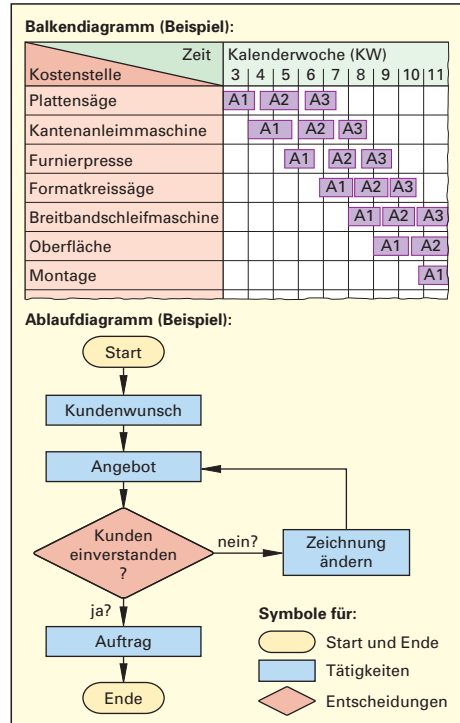 Balkendiagramm (Beispiel):
Zeit Kalenderwoche (KW)
Kostenstelle 3 4 5 6 7 8 9 10 11
Plattensäge A1 A2 A3
Kantenanleimmaschine A1 A2 A3
Furnierpresse A1 A2 A3
Formatkreissäge A1 A2 A3
Breitbandschleifmaschine A1 A2 A3
Oberfläche A1 A2
Montage A1
Ablaufdiagramm (Beispiel):
Start
Kundenwunsch
Angebot
Kunden
einverstanden
?
nein?
Zeichnung
ändern
ja?
Auftrag
Ende
Symbole für:
Start und Ende
Tätigkeiten
Entscheidungen